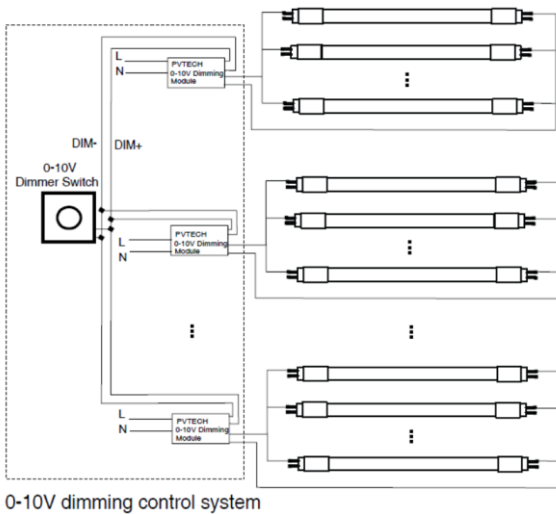 L
N
PVTECH
0-10V Dimming
Module
DIM-
DIM+
0-10V
Dimmer Switch
L
N
PVTECH
0-10V Dimming
Module
L
N
PVTECH
0-10V Dimming
Module
0-10V dimming control system